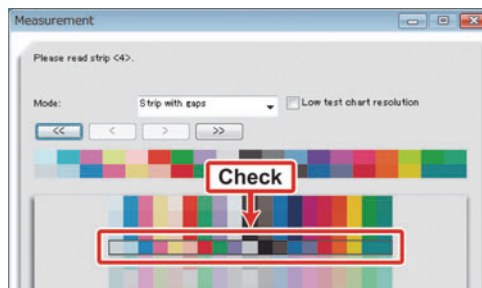 Measurement
Please read strip <4>.
Mode:
Strip with gaps
Low test chart resolution
<<
<
>
>>
Check